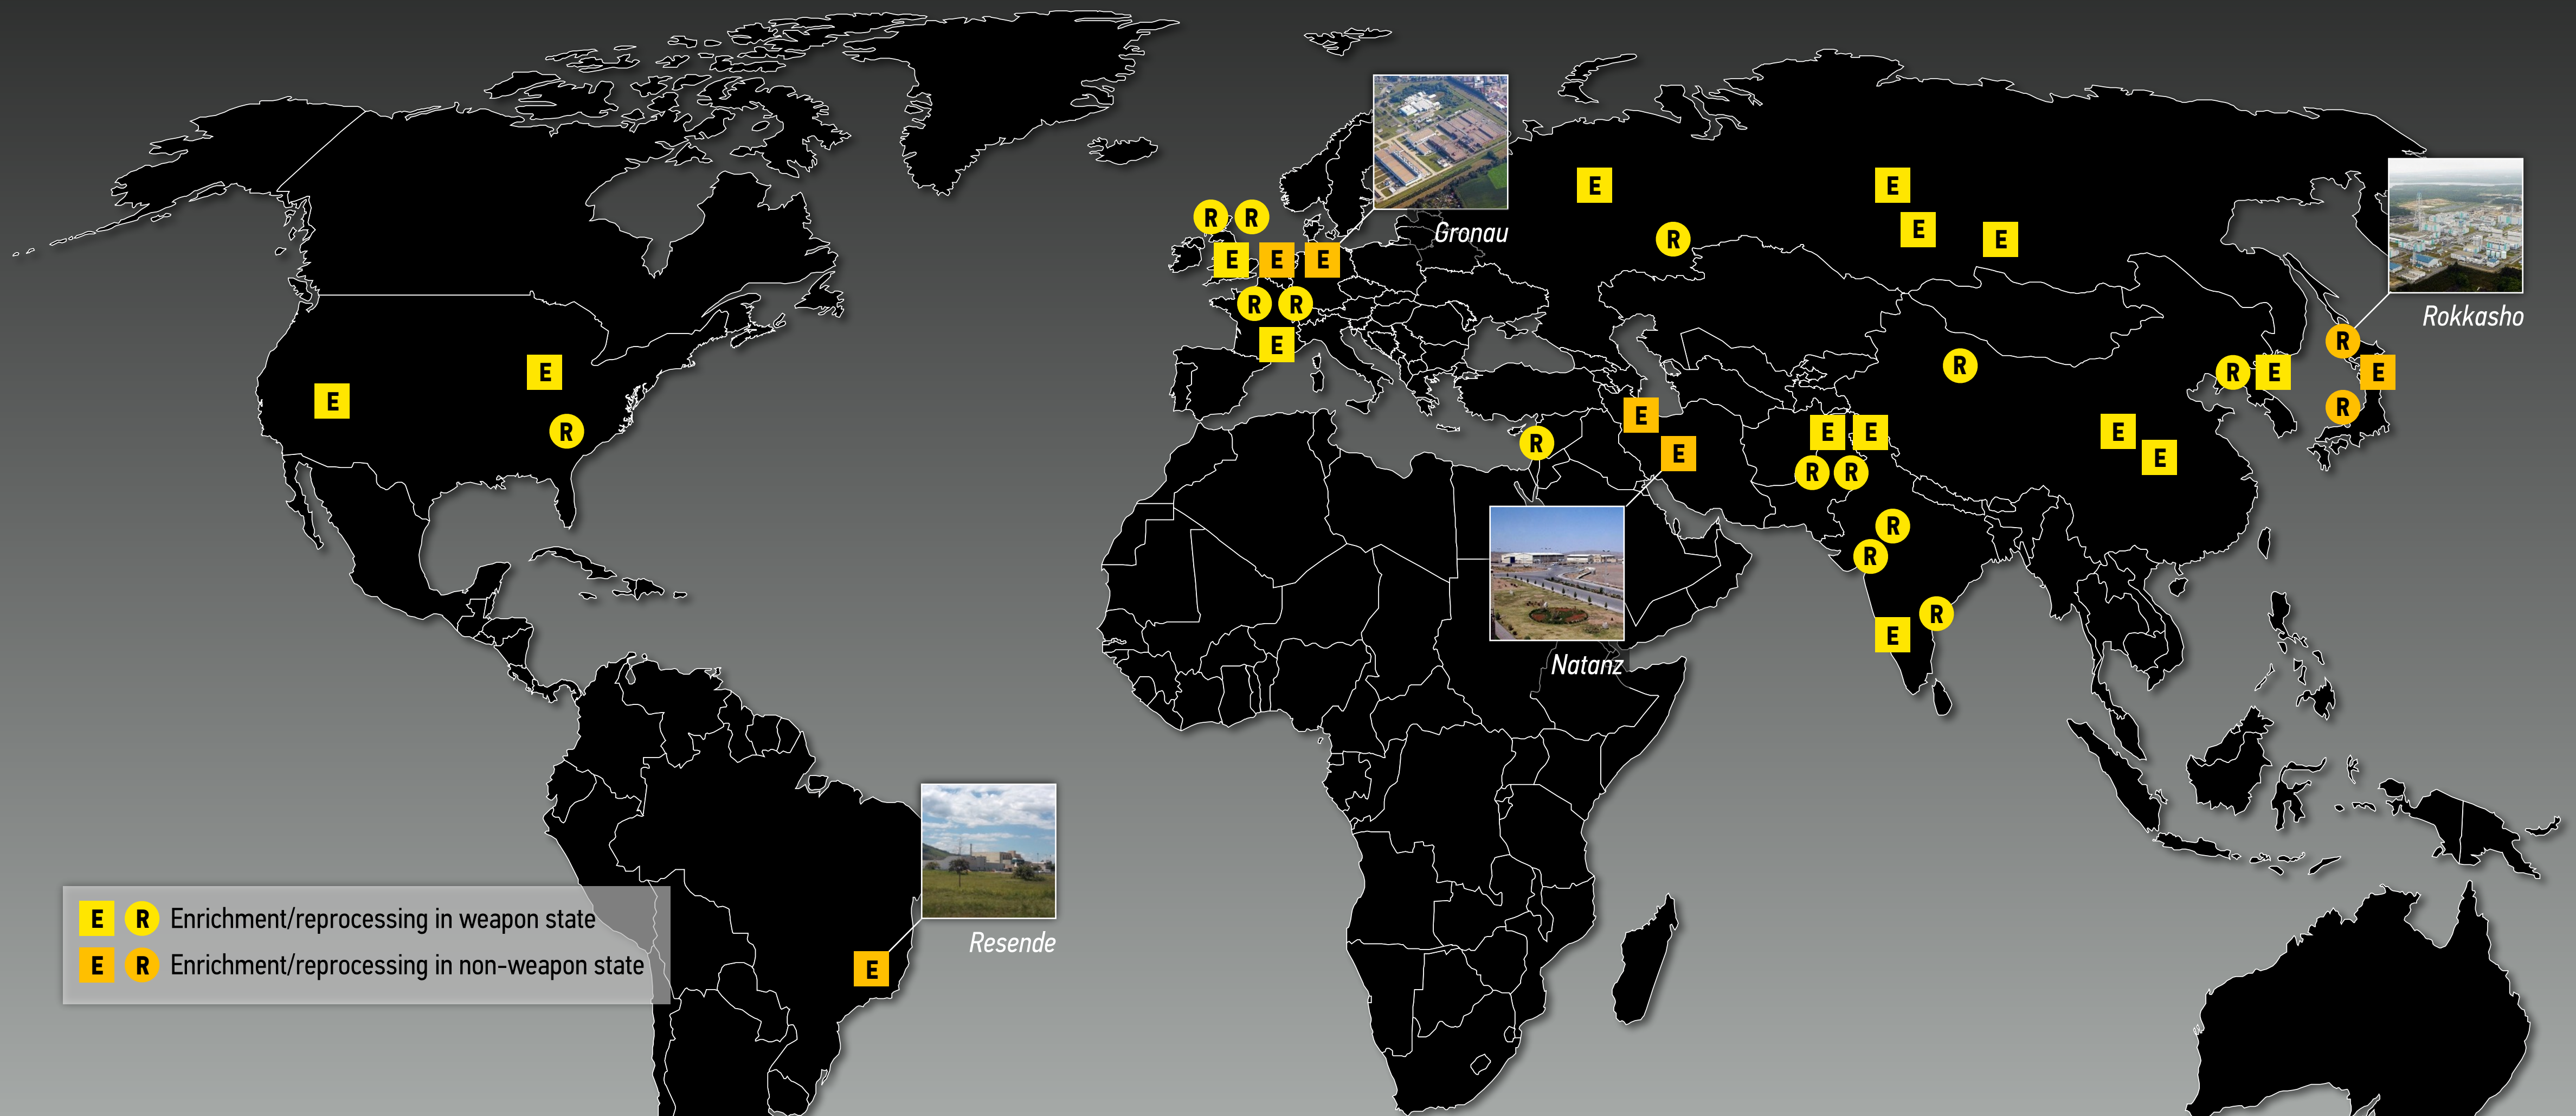 E
R R
E
E
R
E
Gronau
E E E
R
E
E
Rokkasho
R R
R
E
E
R
R E
E
E
E
E
R
R
E E
E
R
E
E
R
R R
R
R
R
E
Natanz
Resende
E R Enrichment/reprocessing in weapon state
E R Enrichment/reprocessing in non-weapon state
E